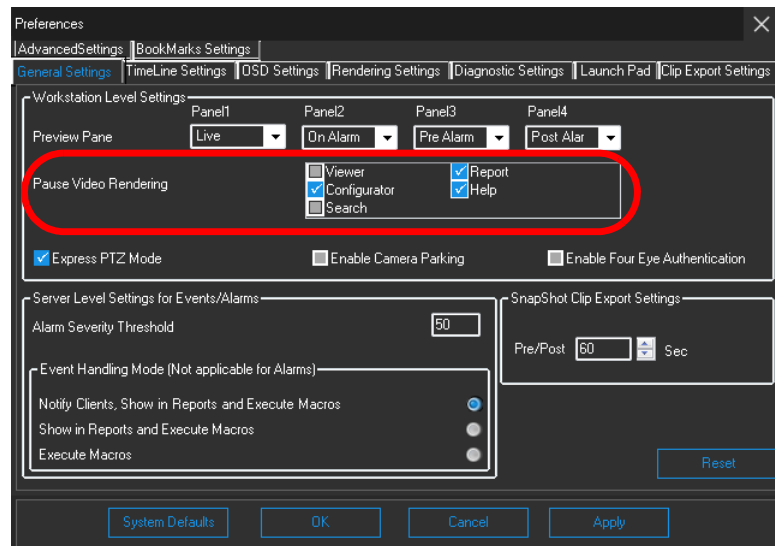 Preferences
AdvancedSettings BookMarks Settings
General Settings TimeLine Settings OSD Settings Rendering Settings Diagnostic Settings Launch Pad Clip Export Settings
Workstation Level Settings
Panel1 Panel2 Panel3 Panel4
Preview Pane Live On Alarm Pre Alarm Post Alar
Viewer Report
Pause Video Rendering Configurator Help
Search
Express PTZ Mode Enable Camera Parking Enable Four Eye Authentication
Server Level Settings for Events/Alarms SnapShot Clip Export Settings
Alarm Severity Threshold 50
Pre/Post 60 Sec
Event Handling Mode (Not applicable for Alarms)
Notify Clients, Show in Reports and Execute Macros
Show in Reports and Execute Macros
Execute Macros
Reset
System Defaults OK Cancel Apply